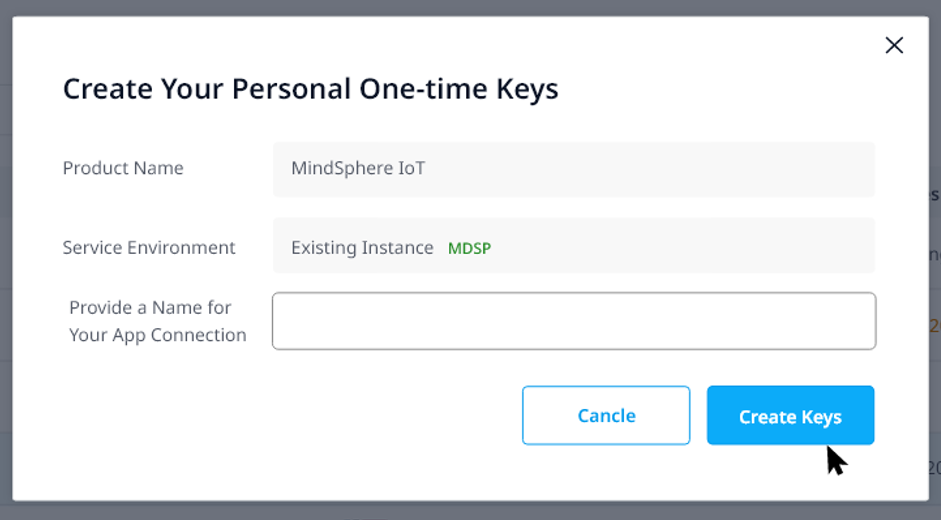 Create Your Personal One-time Keys
Product Name
MindSphere IoT
Service Environment
Existing Instance MDSP
Provide a Name for
Your App Connection
Cancle
Create Keys